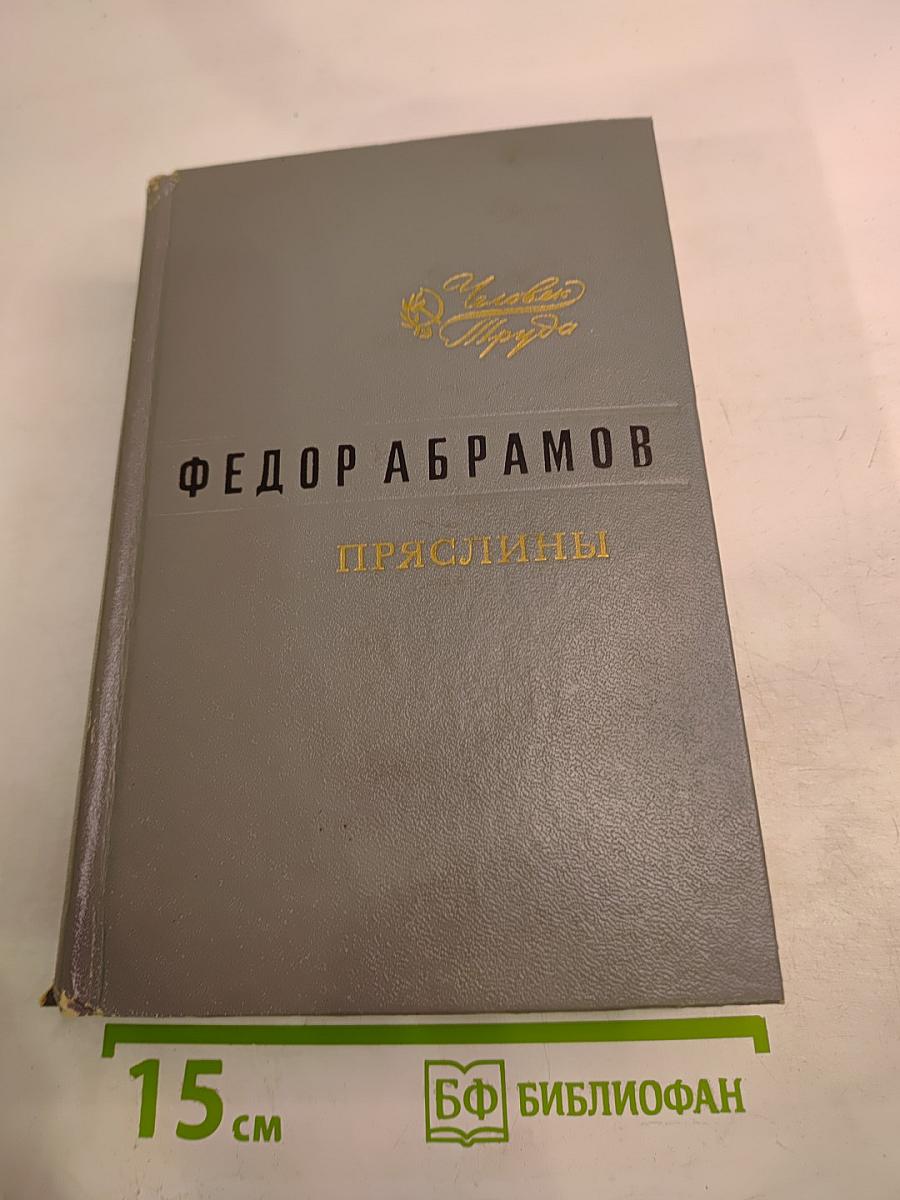 Человек
Труда
ФЕДОР АБРАМОВ
ПРЯСЛИНЫ
15 см
БФ БИБЛИОФАН